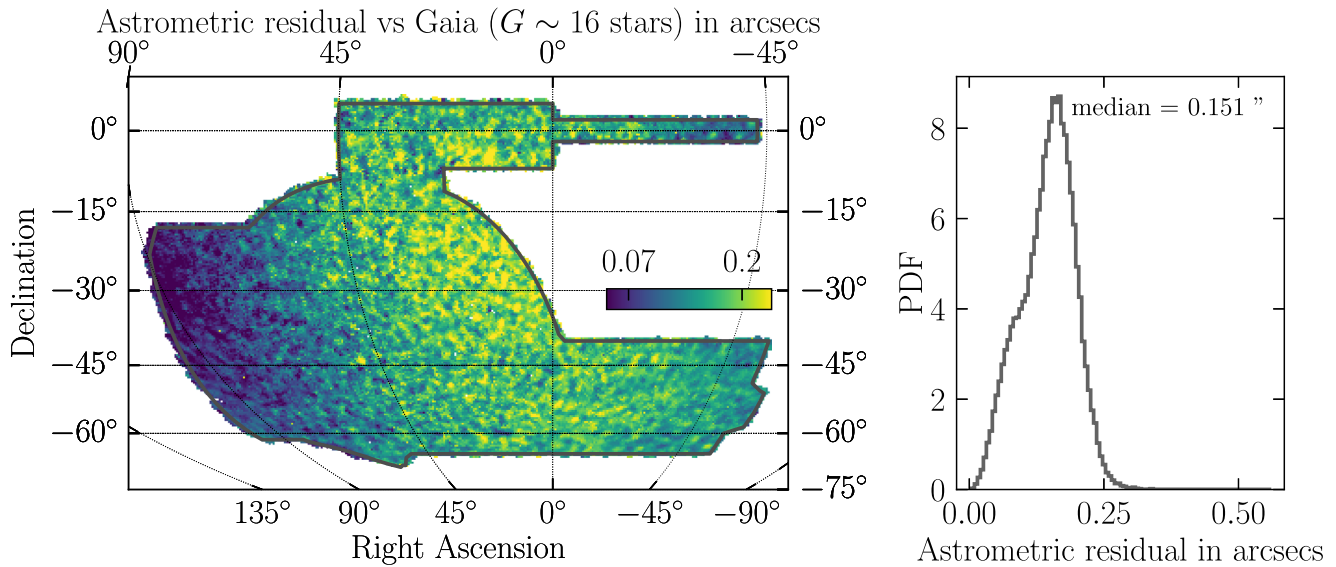 Astrometric residual vs Gaia (G ∼ 16 stars) in arcsecs
90° 45° 0° −45°
0° 0°
−15° −15°
−30° −30°
−45° −45°
−60° −60°
−75°
Declination
0.07 0.2
135° 90° 45° 0° −45° −90°
Right Ascension
median = 0.151 ”
8
6
4
2
0
PDF
0.00 0.25 0.50
Astrometric residual in arcsecs